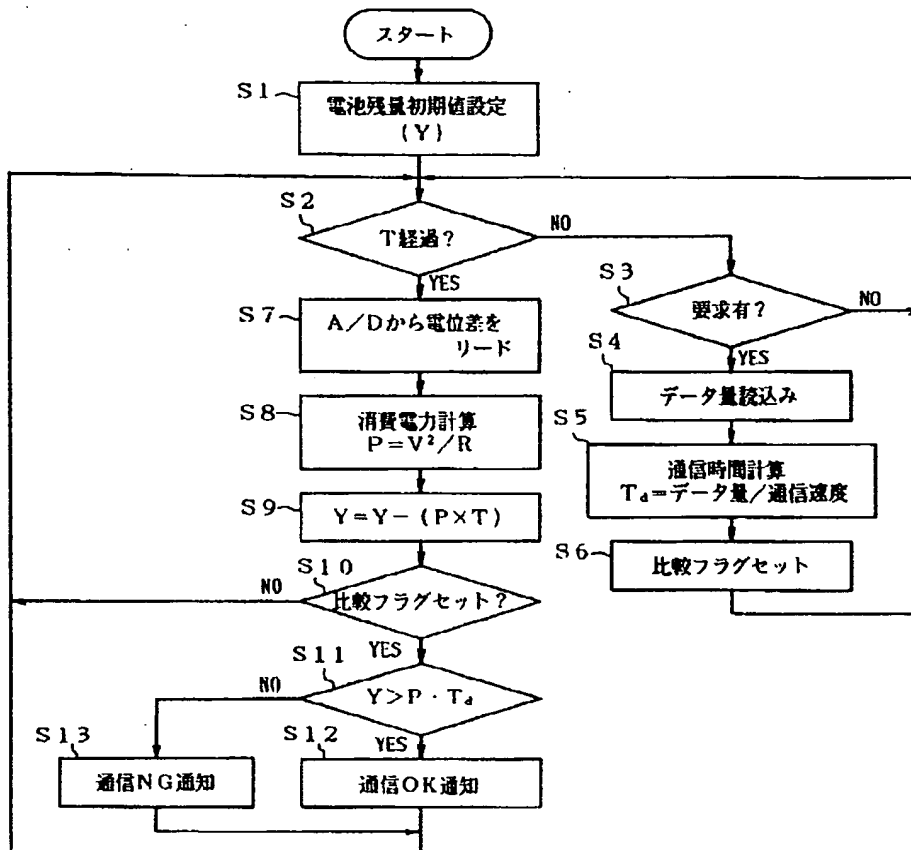 スタート
S1
電池残量初期値設定
(Y)
S2
T経過?
NO
YES
S3
要求有?
NO
YES
S7
A/Dから電位差を
リード
S4
データ量読込み
S8
消費電力計算
P=V²/R
S5
通信時間計算
Td=データ量/通信速度
S9
Y=Y-(P×T)
S6
比較フラグセット
S10
比較フラグセット?
NO
YES
S11
Y>P・Td
NO
YES
S13
通信NG通知
S12
通信OK通知